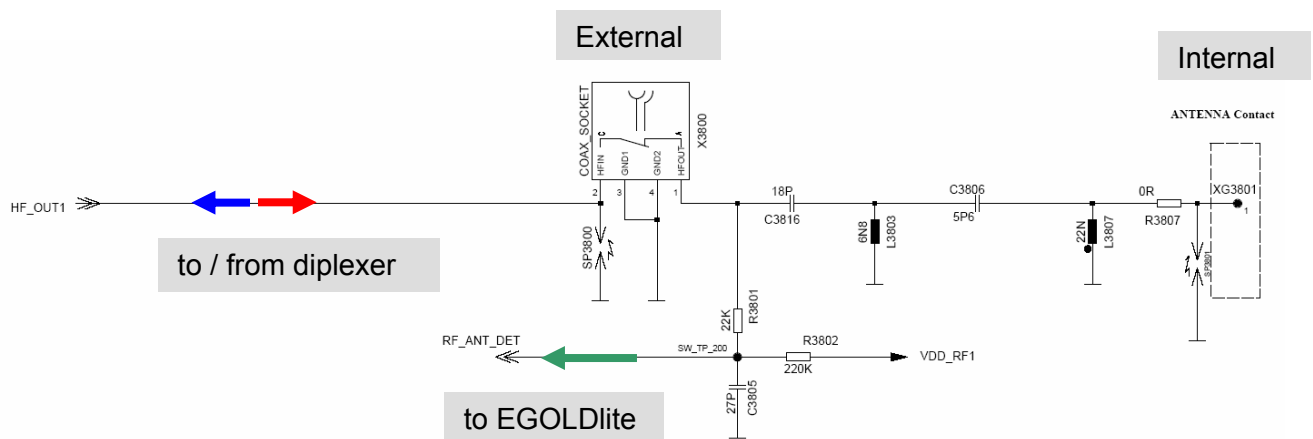 External
Internal
ANTENNA Contact
COAX_SOCKET
X3800
C
A
HFIN
GND1
GND2
HFOUT
2
3
4
1
HF_OUT1
to / from diplexer
SP3800
18P
C3816
6N8
L3803
C3806
5P6
22N
L3807
0R
R3807
XG3801
1
SP3801
22K
R3801
RF_ANT_DET
SW_TP_200
R3802
220K
VDD_RF1
27P
C3805
to EGOLDlite